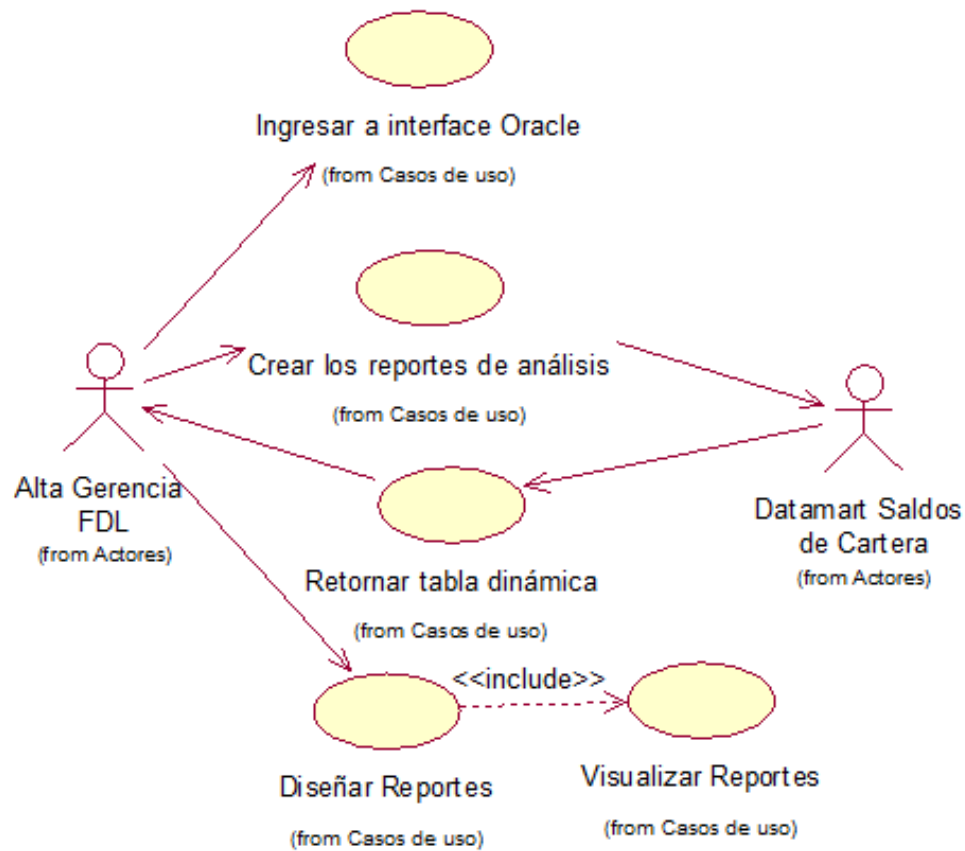 Ingresar a interface Oracle
(from Casos de uso)
Crear los reportes de análisis
(from Casos de uso)
Alta Gerencia
FDL
(from Actores)
Datamart Saldos
de Cartera
(from Actores)
Retornar tabla dinámica
(from Casos de uso)
<<include>>
Diseñar Reportes
(from Casos de uso)
Visualizar Reportes
(from Casos de uso)